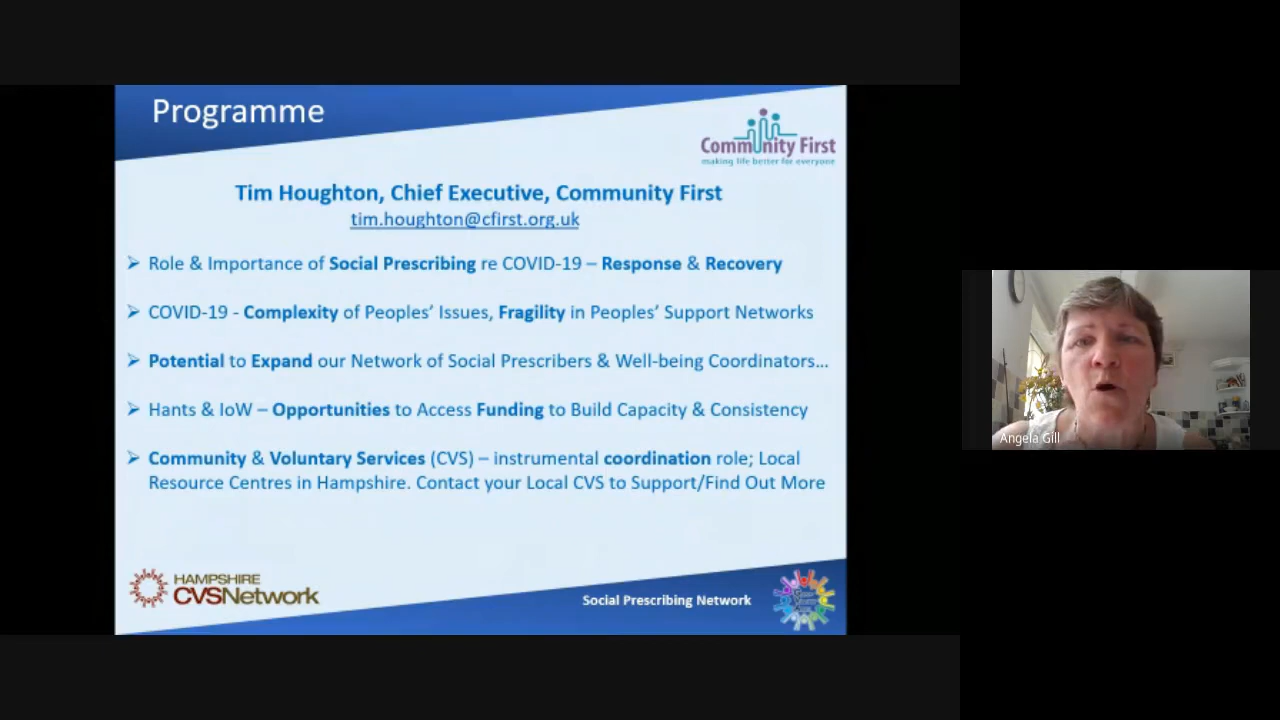 Programme
Community First
making life better for everyone
Tim Houghton, Chief Executive, Community First
tim.houghton@cfirst.org.uk
➢ Role & Importance of Social Prescribing re COVID-19 – Response & Recovery
➢ COVID-19 - Complexity of Peoples’ Issues, Fragility in Peoples’ Support Networks
➢ Potential to Expand our Network of Social Prescribers & Well-being Coordinators…
➢ Hants & IoW – Opportunities to Access Funding to Build Capacity & Consistency
➢ Community & Voluntary Services (CVS) – instrumental coordination role; Local
Resource Centres in Hampshire. Contact your Local CVS to Support/Find Out More
HAMPSHIRE
CVSNetwork
Social Prescribing Network
Angela Gill